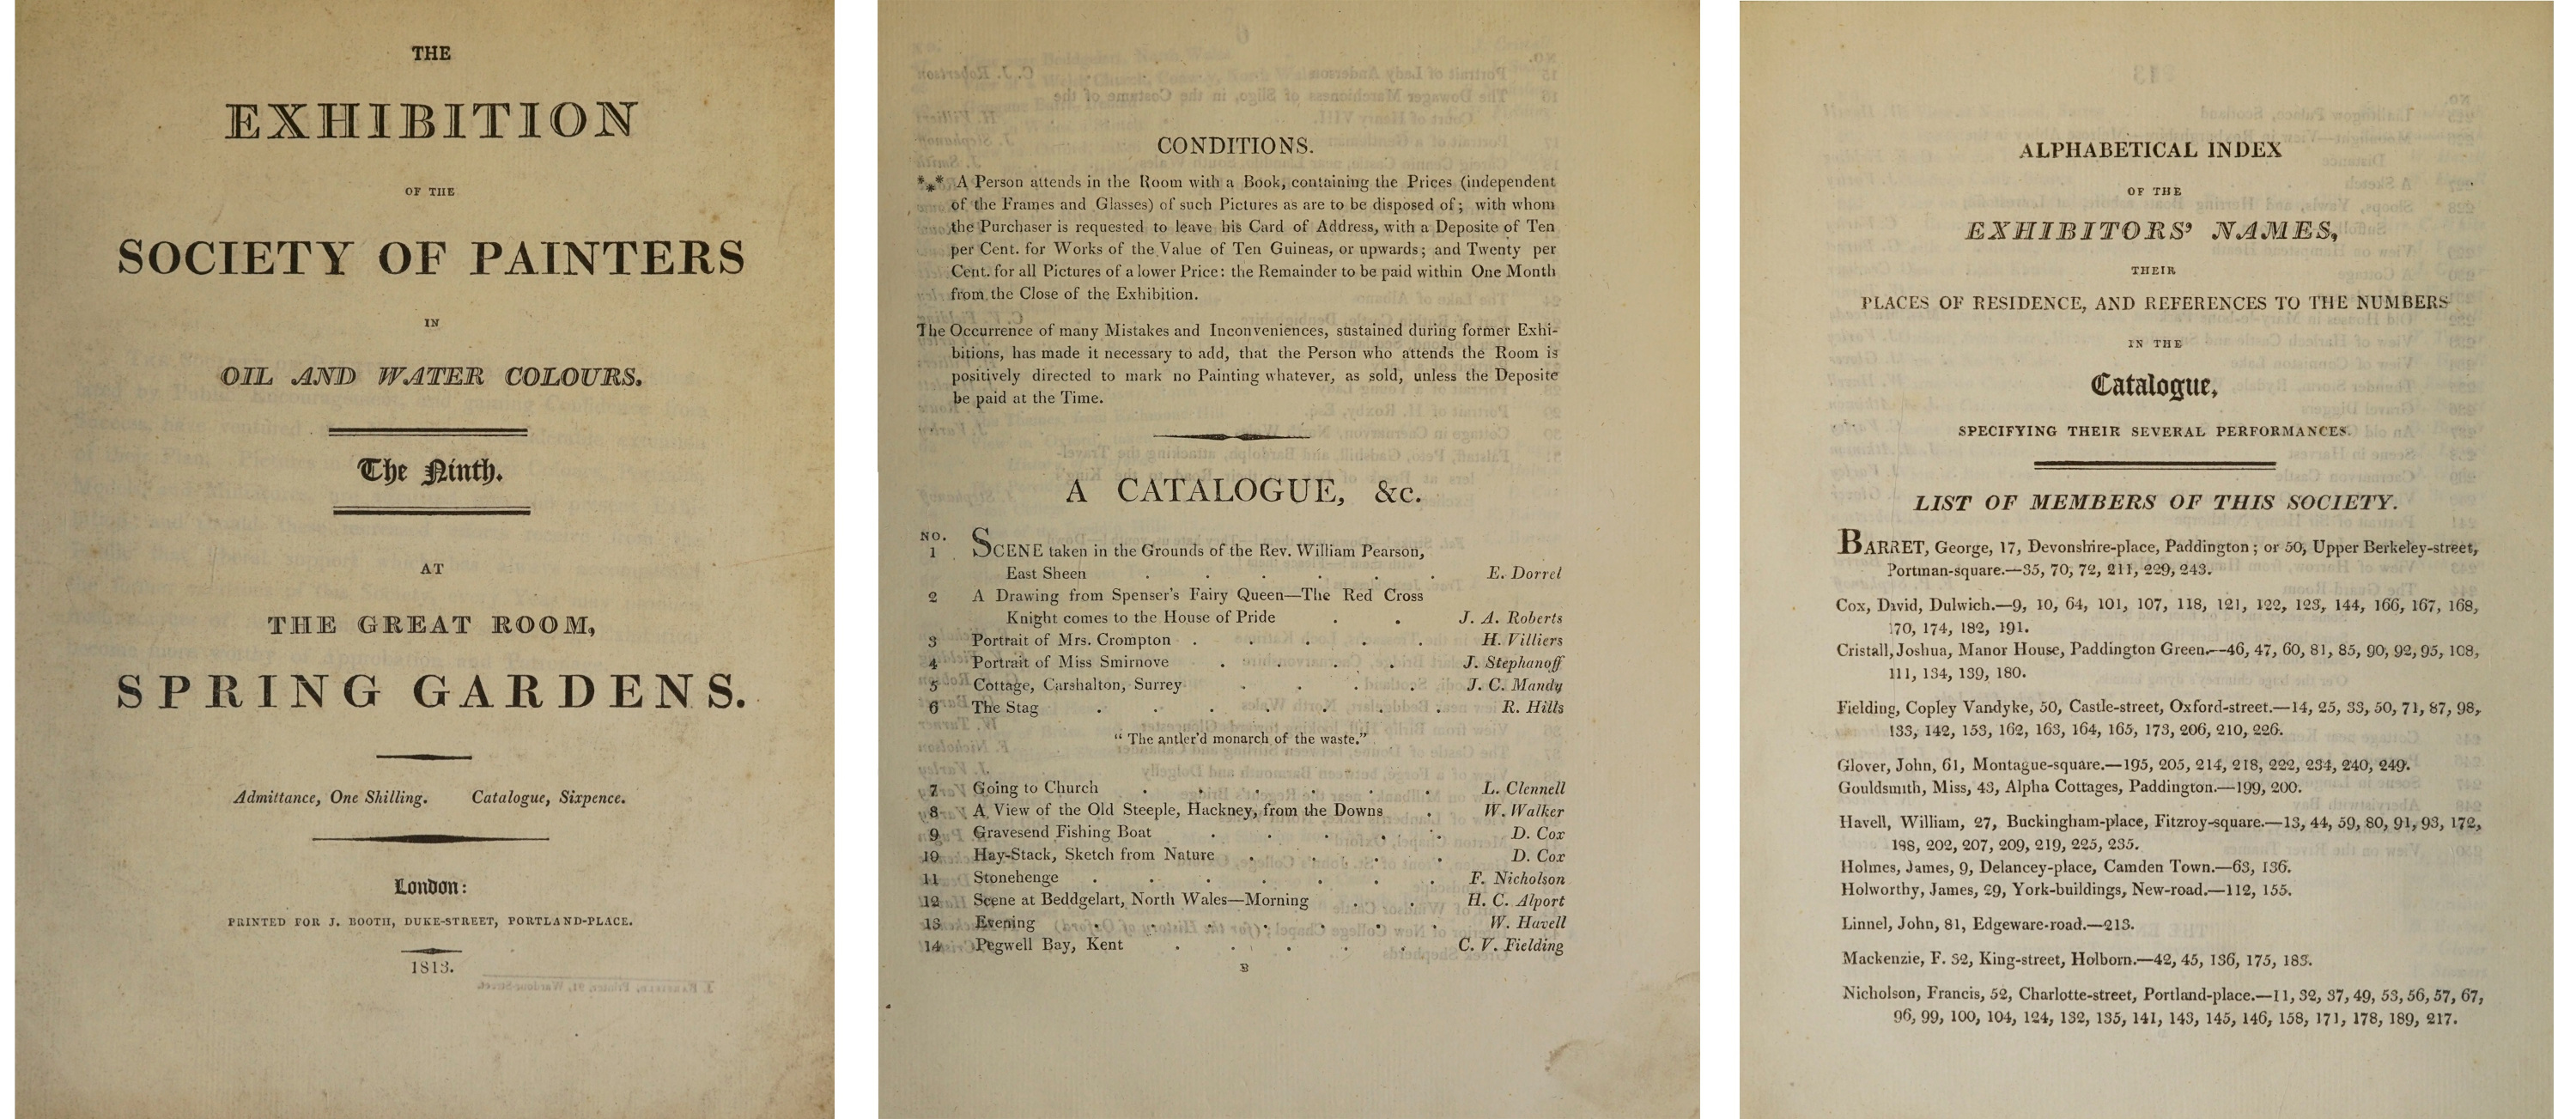 THE
EXHIBITION
OF THE
SOCIETY OF PAINTERS
IN
OIL AND WATER COLOURS.
The Ninth.
AT
THE GREAT ROOM,
SPRING GARDENS.
Admittance, One Shilling. Catalogue, Sixpence.
London:
PRINTED FOR J. BOOTH, DUKE-STREET, PORTLAND-PLACE.
1813.
CONDITIONS.
*⁎* A Person attends in the Room with a Book, containing the Prices (independent
of the Frames and Glasses) of such Pictures as are to be disposed of; with whom
the Purchaser is requested to leave his Card of Address, with a Deposite of Ten
per Cent. for Works of the Value of Ten Guineas, or upwards; and Twenty per
Cent. for all Pictures of a lower Price: the Remainder to be paid within One Month
from the Close of the Exhibition.
The Occurrence of many Mistakes and Inconveniences, sustained during former Exhi-
bitions, has made it necessary to add, that the Person who attends the Room is
positively directed to mark no Painting whatever, as sold, unless the Deposite
be paid at the Time.
A CATALOGUE, &c.
NO.
1 SCENE taken in the Grounds of the Rev. William Pearson,
East Sheen . . . . . . E. Dorrel
2 A Drawing from Spenser's Fairy Queen—The Red Cross
Knight comes to the House of Pride . . J. A. Roberts
3 Portrait of Mrs. Crompton . . . . . H. Villiers
4 Portrait of Miss Smirnove . . . . J. Stephanoff
5 Cottage, Carshalton, Surrey . . . . J. C. Mandy
6 The Stag . . . . . . . R. Hills
" The antler'd monarch of the waste."
7 Going to Church . . . . . . L. Clennell
8 A View of the Old Steeple, Hackney, from the Downs . W. Walker
9 Gravesend Fishing Boat . . . . . D. Cox
10 Hay-Stack, Sketch from Nature . . . . D. Cox
11 Stonehenge . . . . . . . F. Nicholson
12 Scene at Beddgelart, North Wales—Morning . . H. C. Alport
13 Evening . . . . . . . W. Havell
14 Pegwell Bay, Kent . . . . . C. V. Fielding
B
ALPHABETICAL INDEX
OF THE
EXHIBITORS' NAMES,
THEIR
PLACES OF RESIDENCE, AND REFERENCES TO THE NUMBERS
IN THE
Catalogue,
SPECIFYING THEIR SEVERAL PERFORMANCES.
LIST OF MEMBERS OF THIS SOCIETY.
BARRET, George, 17, Devonshire-place, Paddington; or 50, Upper Berkeley-street,
Portman-square.—35, 70, 72, 211, 229, 243.
Cox, David, Dulwich.—9, 10, 64, 101, 107, 118, 121, 122, 123, 144, 166, 167, 168,
170, 174, 182, 191.
Cristall, Joshua, Manor House, Paddington Green.—46, 47, 60, 81, 85, 90, 92, 95, 108,
111, 134, 139, 180.
Fielding, Copley Vandyke, 50, Castle-street, Oxford-street.—14, 25, 33, 50, 71, 87, 98,
133, 142, 153, 162, 163, 164, 165, 173, 206, 210, 226.
Glover, John, 61, Montague-square.—195, 205, 214, 218, 222, 234, 240, 249.
Gouldsmith, Miss, 43, Alpha Cottages, Paddington.—199, 200.
Havell, William, 27, Buckingham-place, Fitzroy-square.—13, 44, 59, 80, 91, 93, 172,
198, 202, 207, 209, 219, 225, 235.
Holmes, James, 9, Delancey-place, Camden Town.—63, 136.
Holworthy, James, 29, York-buildings, New-road.—112, 155.
Linnel, John, 81, Edgeware-road.—213.
Mackenzie, F. 52, King-street, Holborn.—42, 45, 136, 175, 183.
Nicholson, Francis, 52, Charlotte-street, Portland-place.—11, 32, 37, 49, 53, 56, 57, 67,
96, 99, 100, 104, 124, 132, 135, 141, 143, 145, 146, 158, 171, 178, 189, 217.